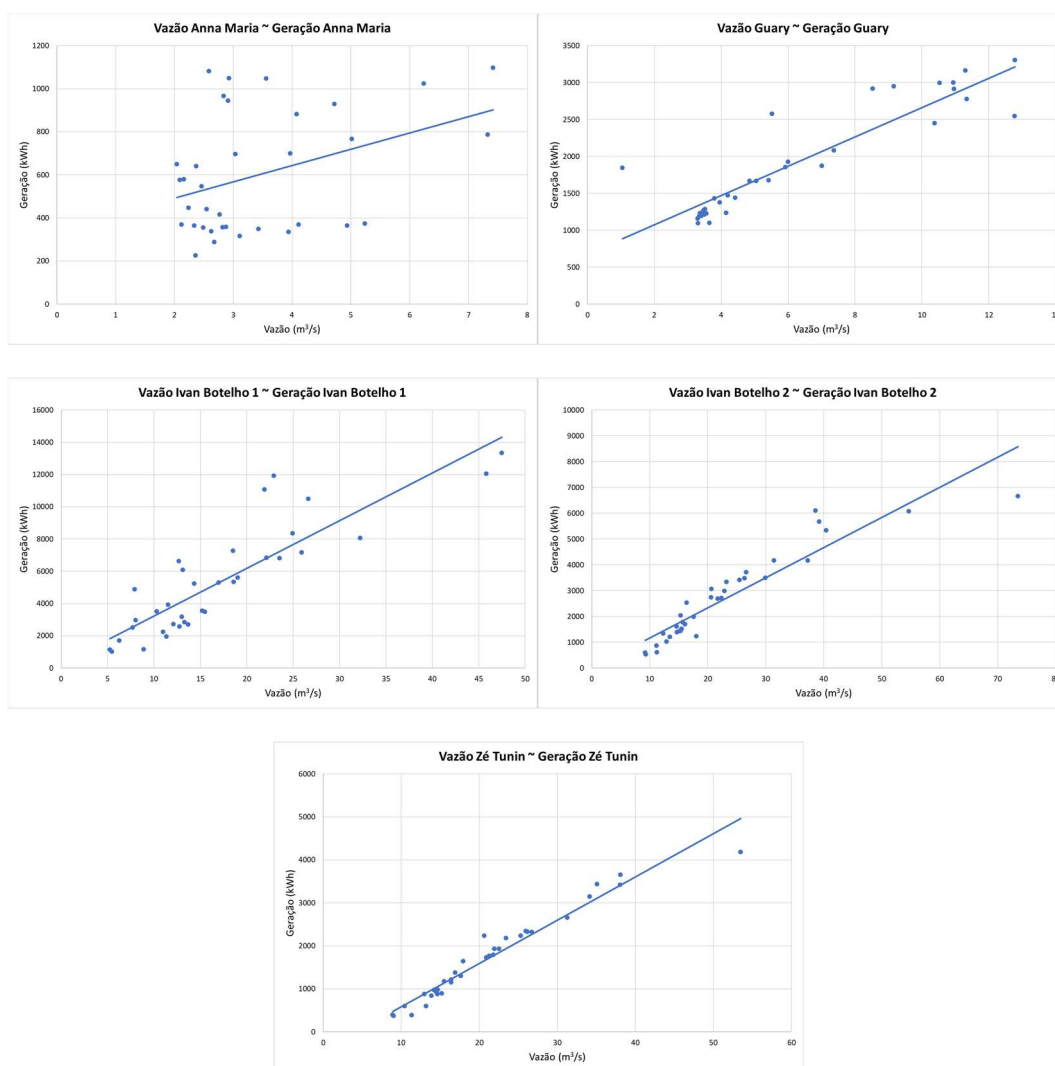 Vazão Anna Maria ~ Geração Anna Maria
Geração (kWh)
1200
1000
800
600
400
200
0
0 1 2 3 4 5 6 7 8
Vazão (m³/s)
Vazão Guary ~ Geração Guary
Geração (kWh)
3500
3000
2500
2000
1500
1000
500
0
0 2 4 6 8 10 12
Vazão (m³/s)
Vazão Ivan Botelho 1 ~ Geração Ivan Botelho 1
Geração (kWh)
16000
14000
12000
10000
8000
6000
4000
2000
0
0 5 10 15 20 25 30 35 40 45 50
Vazão (m³/s)
Vazão Ivan Botelho 2 ~ Geração Ivan Botelho 2
Geração (kWh)
10000
9000
8000
7000
6000
5000
4000
3000
2000
1000
0
0 10 20 30 40 50 60 70
Vazão (m³/s)
Vazão Zé Tunin ~ Geração Zé Tunin
Geração (kWh)
6000
5000
4000
3000
2000
1000
0
0 10 20 30 40 50 60
Vazão (m³/s)